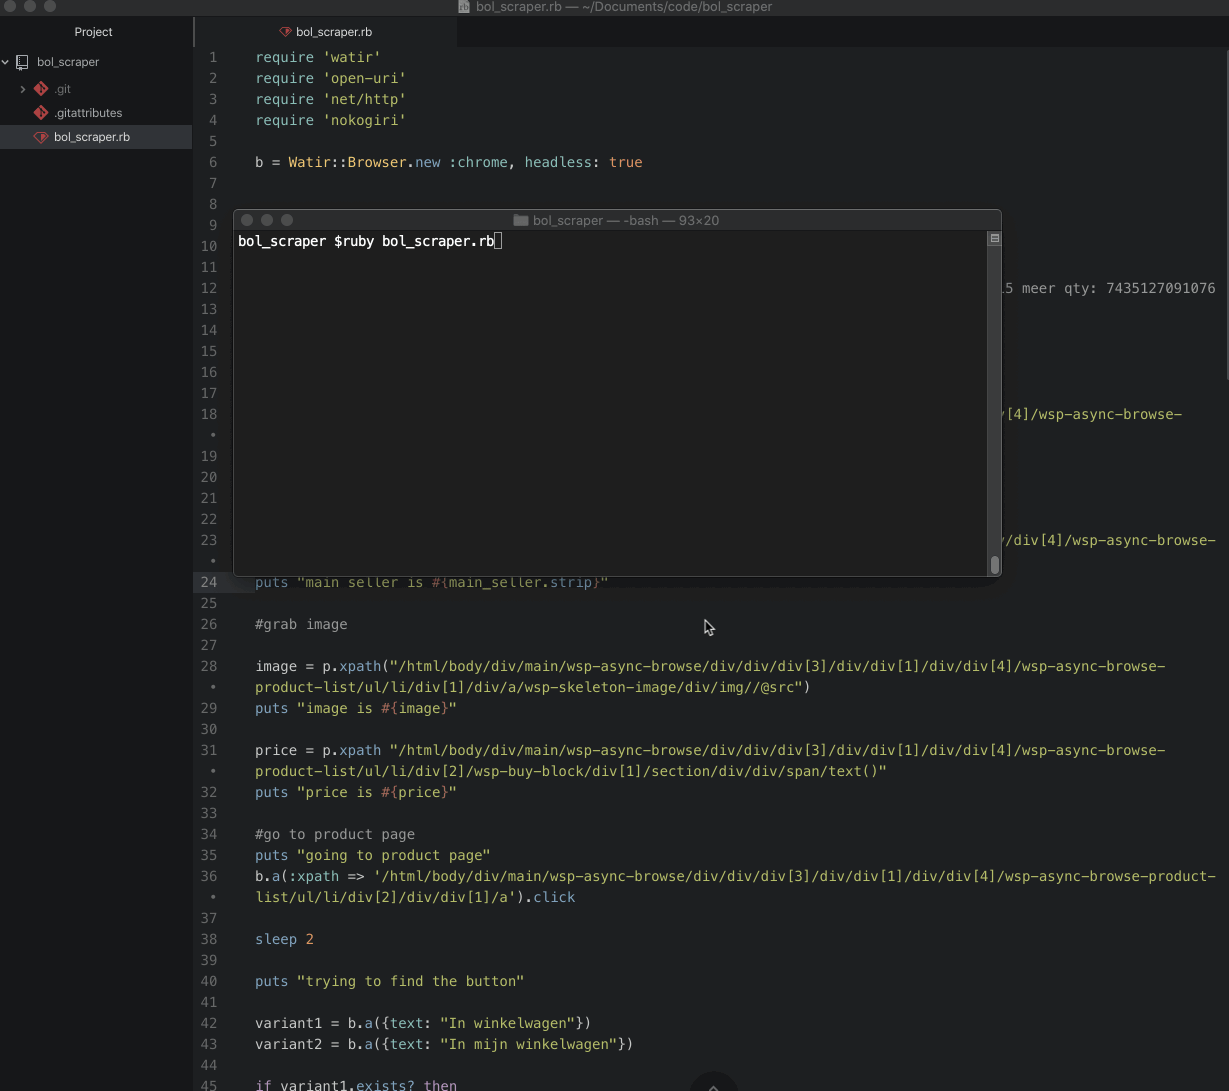 bol_scraper.rb — ~/Documents/code/bol_scraper
Project
bol_scraper.rb
bol_scraper
.git
.gitattributes
bol_scraper.rb
1 require 'watir'
2 require 'open-uri'
3 require 'net/http'
4 require 'nokogiri'
5
6 b = Watir::Browser.new :chrome, headless: true
7
8
bol_scraper — -bash — 93×20
9
bol_scraper $ruby bol_scraper.rb
10
11
12 15 meer qty: 7435127091076
13
14
15
16
17
18 [4]/wsp-async-browse-
•
19
20
21
22
23 /div[4]/wsp-async-browse-
•
24 puts "main seller is #{main_seller.strip}"
25
26 #grab image
27
28 image = p.xpath("/html/body/div/main/wsp-async-browse/div/div/div[3]/div/div[1]/div/div[4]/wsp-async-browse-
• product-list/ul/li/div[1]/div/a/wsp-skeleton-image/div/img//@src")
29 puts "image is #{image}"
30
31 price = p.xpath "/html/body/div/main/wsp-async-browse/div/div/div[3]/div/div[1]/div/div[4]/wsp-async-browse-
• product-list/ul/li/div[2]/wsp-buy-block/div[1]/section/div/div/span/text()"
32 puts "price is #{price}"
33
34 #go to product page
35 puts "going to product page"
36 b.a(:xpath => '/html/body/div/main/wsp-async-browse/div/div/div[3]/div/div[1]/div/div[4]/wsp-async-browse-product-
• list/ul/li/div[2]/div/div[1]/a').click
37
38 sleep 2
39
40 puts "trying to find the button"
41
42 variant1 = b.a({text: "In winkelwagen"})
43 variant2 = b.a({text: "In mijn winkelwagen"})
44
45 if variant1.exists? then